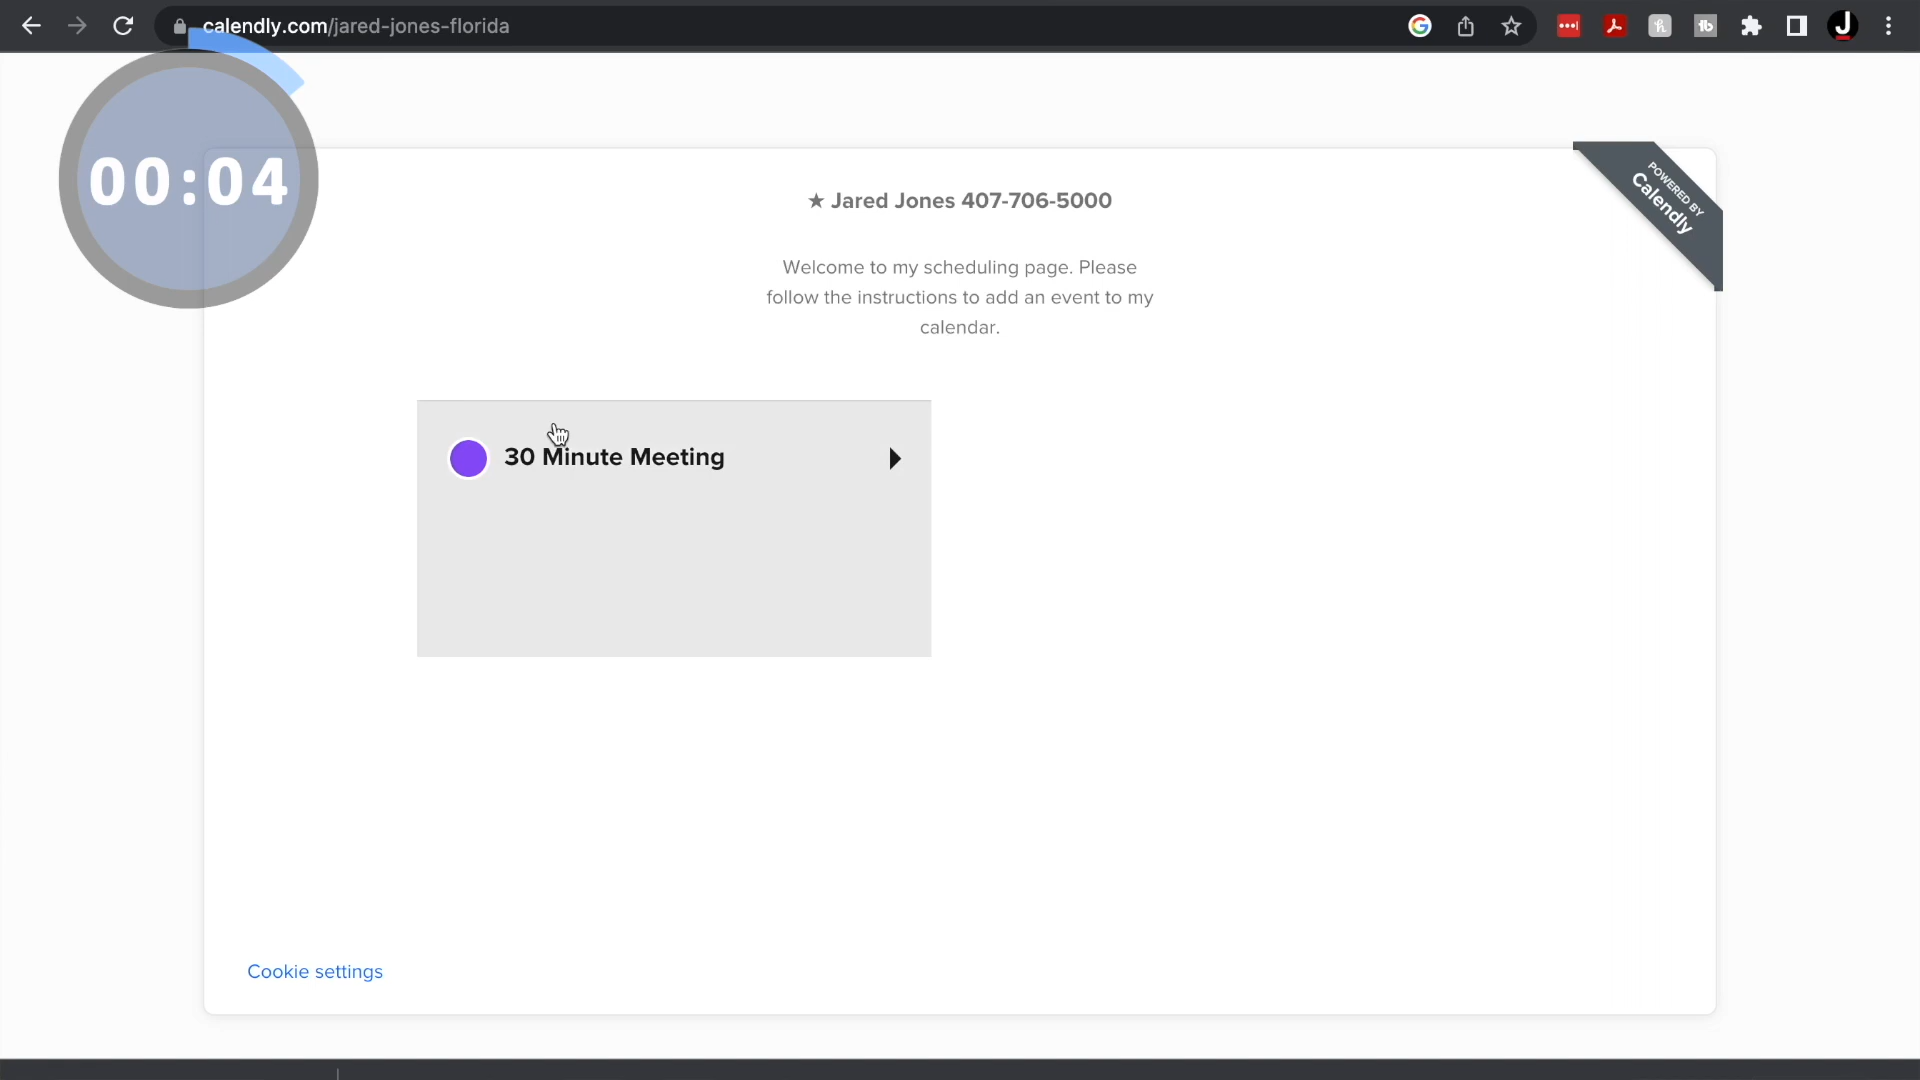 calendly.com/jared-jones-florida
J
00:04
POWERED BY
Calendly
★ Jared Jones 407-706-5000
Welcome to my scheduling page. Please
follow the instructions to add an event to my
calendar.
30 Minute Meeting
Cookie settings